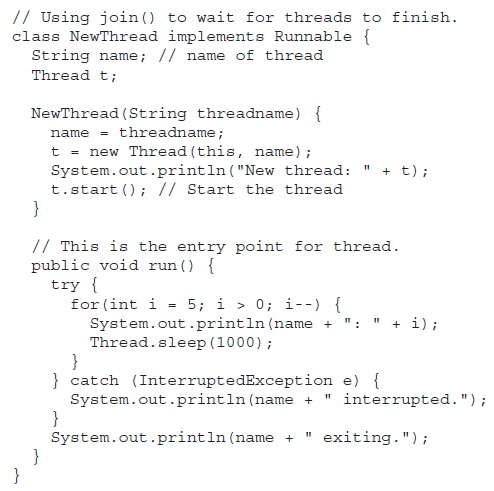 // Using join() to wait for threads to finish.
class NewThread implements Runnable {
  String name; // name of thread
  Thread t;

  NewThread(String threadname) {
    name = threadname;
    t = new Thread(this, name);
    System.out.println("New thread: " + t);
    t.start(); // Start the thread
  }

  // This is the entry point for thread.
  public void run() {
    try {
      for(int i = 5; i > 0; i--) {
        System.out.println(name + ": " + i);
        Thread.sleep(1000);
      }
    } catch (InterruptedException e) {
      System.out.println(name + " interrupted.");
    }
    System.out.println(name + " exiting.");
  }
}